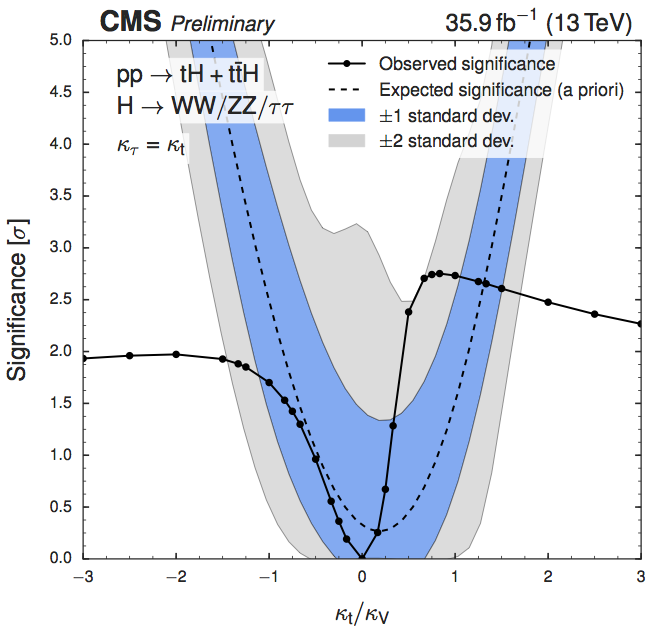 CMS Preliminary 35.9 fb⁻¹ (13 TeV)
pp → tH + tt̄H
H → WW/ZZ/ττ
κτ = κt
Observed significance
Expected significance (a priori)
±1 standard dev.
±2 standard dev.
Significance [σ]
5.0
4.5
4.0
3.5
3.0
2.5
2.0
1.5
1.0
0.5
0.0
−3 −2 −1 0 1 2 3
κt/κV